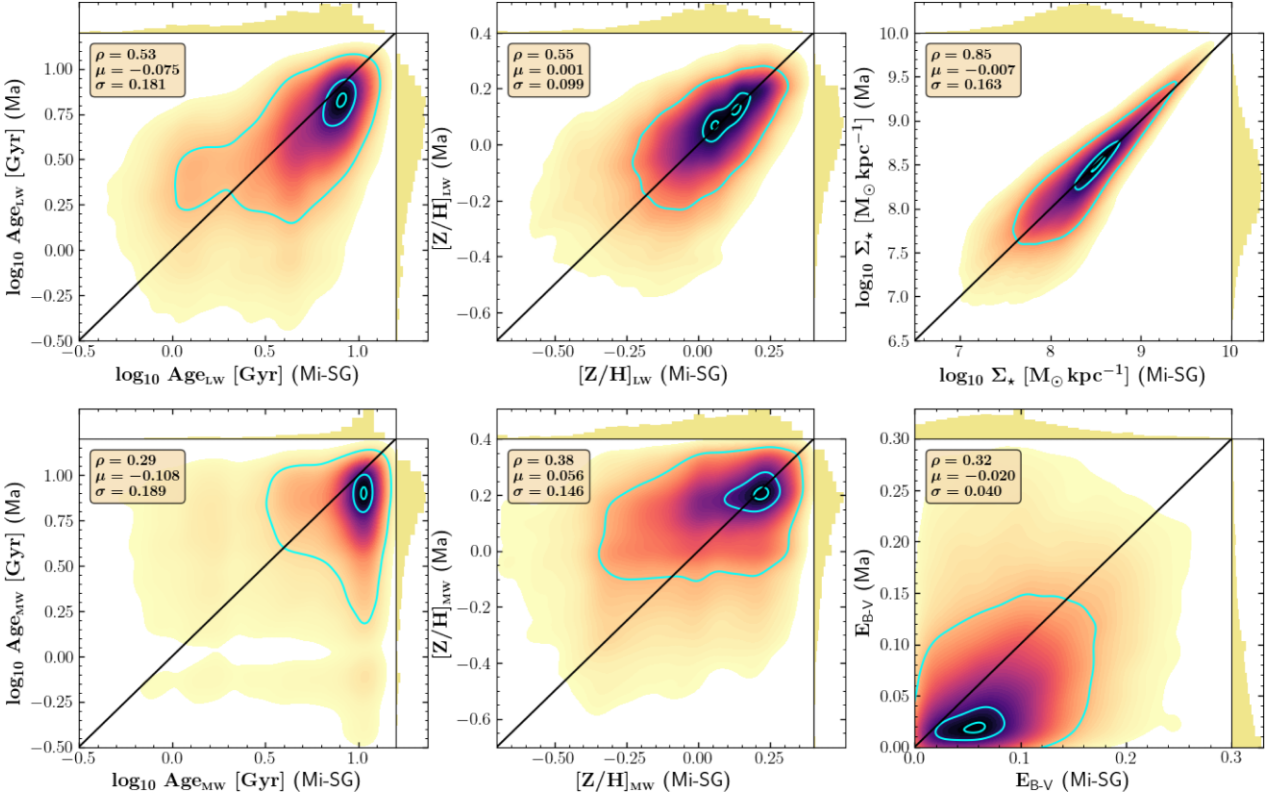 ρ = 0.53
μ = −0.075
σ = 0.181
1.00
0.75
0.50
0.25
0.00
−0.25
−0.50
−0.5
0.0
0.5
1.0
log₁₀ Age_LW [Gyr] (Ma)
log₁₀ Age_LW [Gyr] (Mi-SG)
ρ = 0.55
μ = 0.001
σ = 0.099
0.4
0.2
0.0
−0.2
−0.4
−0.6
−0.50
−0.25
0.00
0.25
[Z/H]_LW (Ma)
[Z/H]_LW (Mi-SG)
ρ = 0.85
μ = −0.007
σ = 0.163
10.0
9.5
9.0
8.5
8.0
7.5
7.0
6.5
7
8
9
10
log₁₀ Σ⋆ [M⊙ kpc⁻¹] (Ma)
log₁₀ Σ⋆ [M⊙ kpc⁻¹] (Mi-SG)
ρ = 0.29
μ = −0.108
σ = 0.189
1.00
0.75
0.50
0.25
0.00
−0.25
−0.50
−0.5
0.0
0.5
1.0
log₁₀ Age_MW [Gyr] (Ma)
log₁₀ Age_MW [Gyr] (Mi-SG)
ρ = 0.38
μ = 0.056
σ = 0.146
0.4
0.2
0.0
−0.2
−0.4
−0.6
−0.50
−0.25
0.00
0.25
[Z/H]_MW (Ma)
[Z/H]_MW (Mi-SG)
ρ = 0.32
μ = −0.020
σ = 0.040
0.30
0.25
0.20
0.15
0.10
0.05
0.00
0.0
0.1
0.2
0.3
E_B-V (Ma)
E_B-V (Mi-SG)